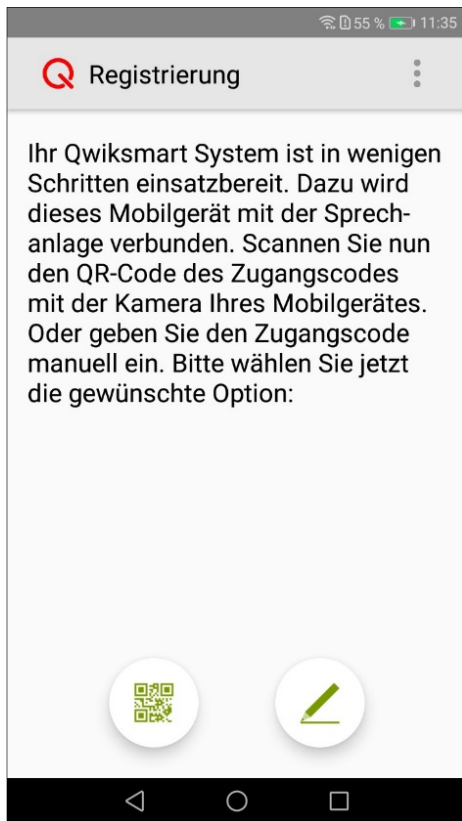 55 % 11:35
Registrierung
Ihr Qwiksmart System ist in wenigen
Schritten einsatzbereit. Dazu wird
dieses Mobilgerät mit der Sprech-
anlage verbunden. Scannen Sie nun
den QR-Code des Zugangscodes
mit der Kamera Ihres Mobilgerätes.
Oder geben Sie den Zugangscode
manuell ein. Bitte wählen Sie jetzt
die gewünschte Option: